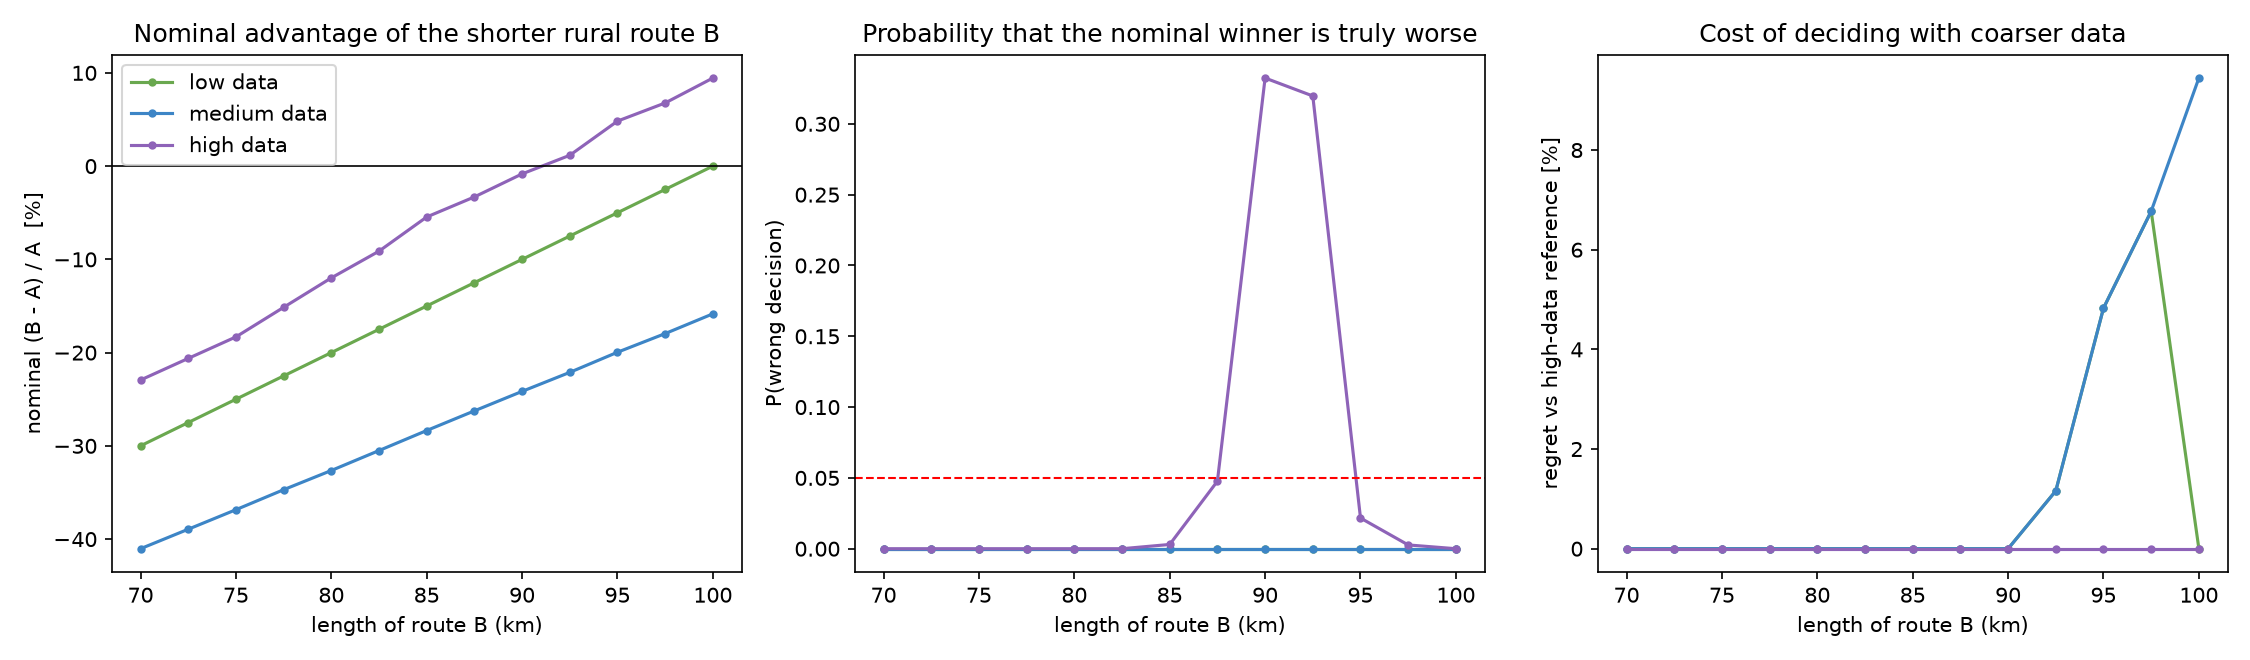 Nominal advantage of the shorter rural route B
low data
medium data
high data
10
0
−10
−20
−30
−40
nominal (B - A) / A [%]
70 75 80 85 90 95 100
length of route B (km)
Probability that the nominal winner is truly worse
0.30
0.25
0.20
0.15
0.10
0.05
0.00
P(wrong decision)
70 75 80 85 90 95 100
length of route B (km)
Cost of deciding with coarser data
8
6
4
2
0
regret vs high-data reference [%]
70 75 80 85 90 95 100
length of route B (km)